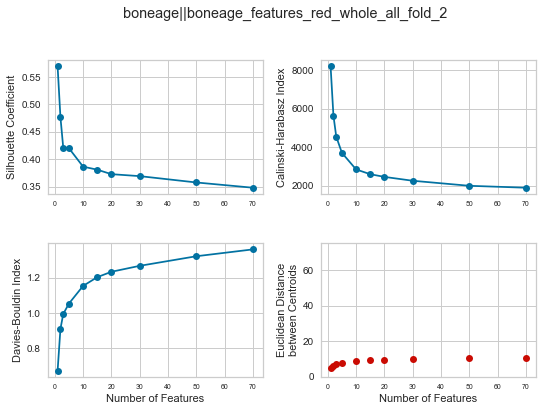 boneage||boneage_features_red_whole_all_fold_2
Silhouette Coefficient
0.55
0.50
0.45
0.40
0.35
0 10 20 30 40 50 60 70
Calinski-Harabasz Index
8000
6000
4000
2000
0 10 20 30 40 50 60 70
Davies-Bouldin Index
1.2
1.0
0.8
0 10 20 30 40 50 60 70
Number of Features
Euclidean Distance
between Centroids
60
40
20
0
0 10 20 30 40 50 60 70
Number of Features